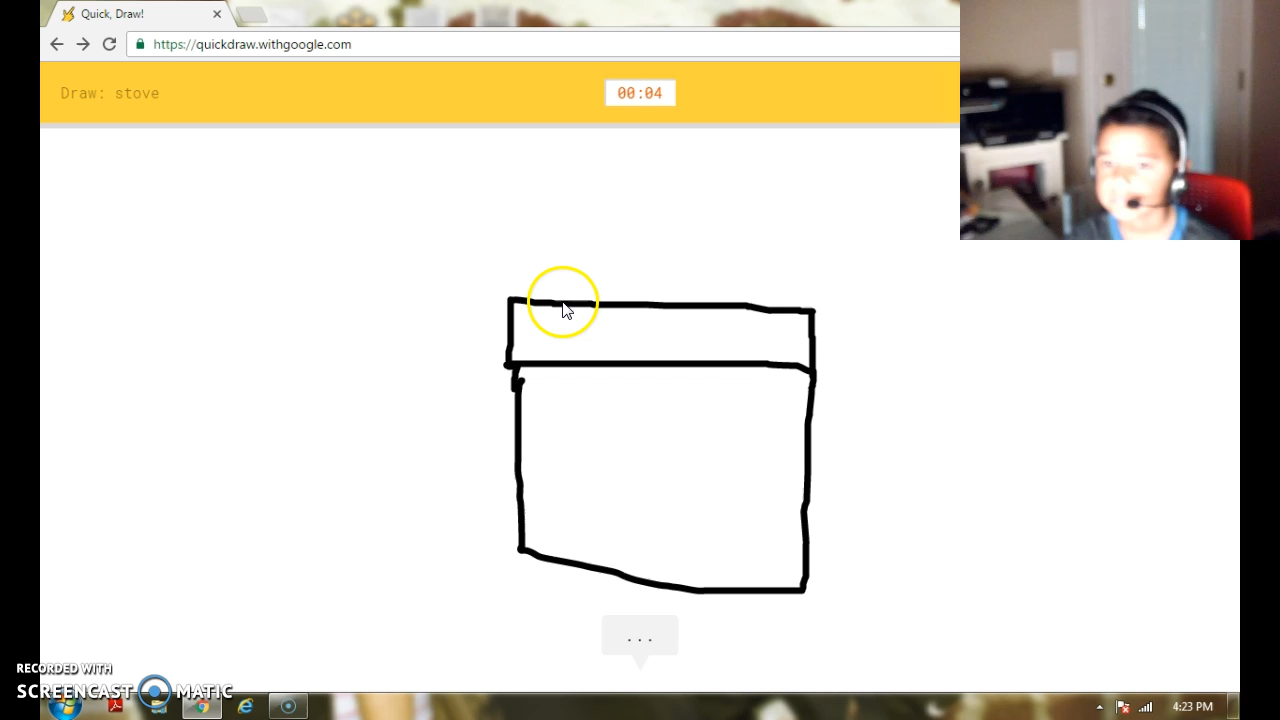 Quick, Draw!
https://quickdraw.withgoogle.com
Draw: stove
00:04
...
RECORDED WITH
SCREENCAST MATIC
4:23 PM